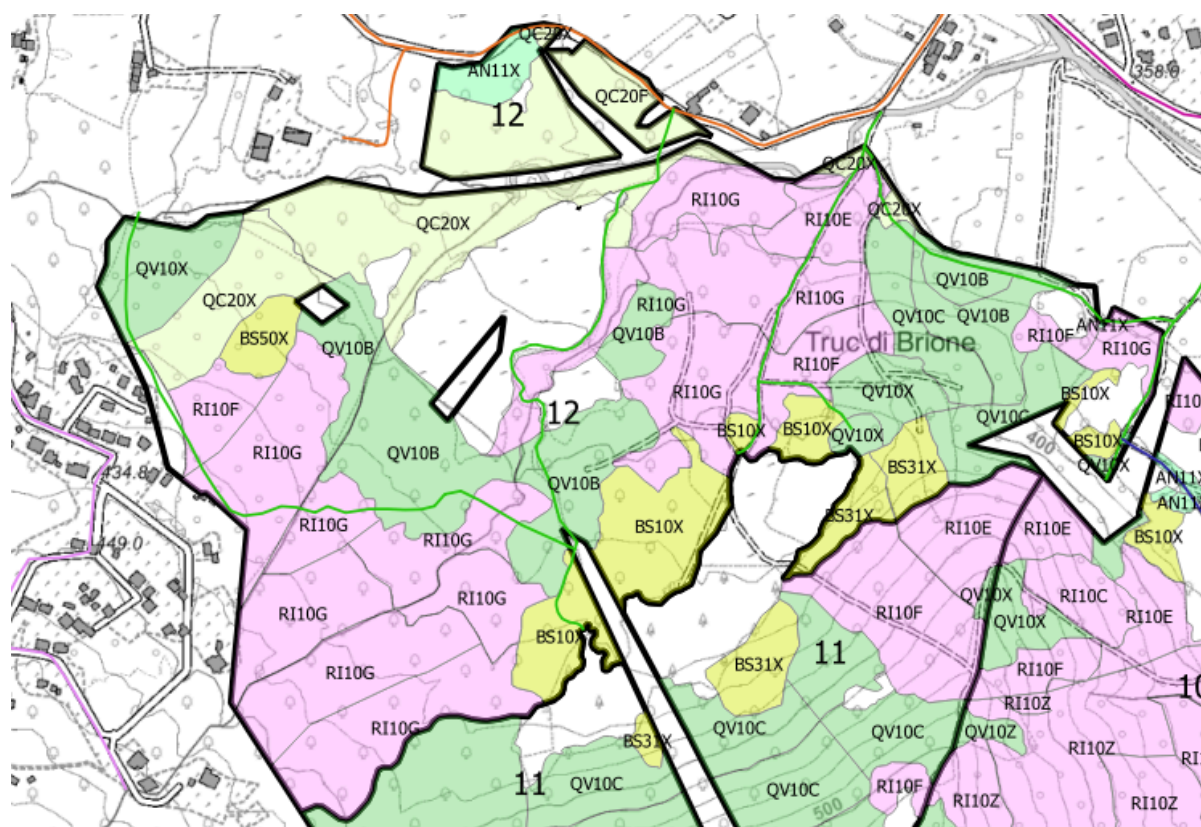 QC20X
AN11X
358.0
QC20F
12
QC20X
RI10G
QC20X
RI10E
QC20X
QV10X
QV10B
RI10G
RI10G
QC20X
AN11X
QV10C
QV10B
BS50X
QV10B
RI10F
RI10G
QV10B
Truc di Brione
RI10F
QV10X
RI10G
BS10X
RI10F
12
QV10C
BS10X
BS10X
QV10X
BS10X
400
RI10G
QV10B
QV10X
434.8
QV10B
AN11X
BS31X
BS31X
AN11
RI10G
RI10G
BS10X
RI10E
RI10E
BS10X
449.0
RI10G
QV10X
RI10C
RI10G
RI10F
RI10E
QV10X
BS10X
11
BS31X
RI10G
RI10F
10
RI10Z
RI10G
QV10C
QV10C
QV10Z
BS31X
RI10Z
11
QV10C
QV10C
RI10F
500
RI10Z
RI10Z